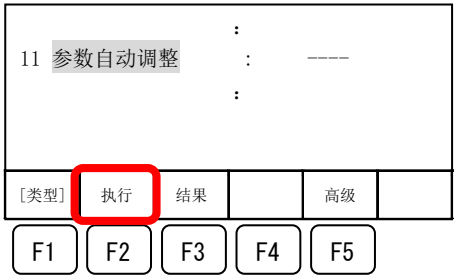 :
11 参数自动调整 : ----
:
[类型] 执行 结果 高级
F1 F2 F3 F4 F5